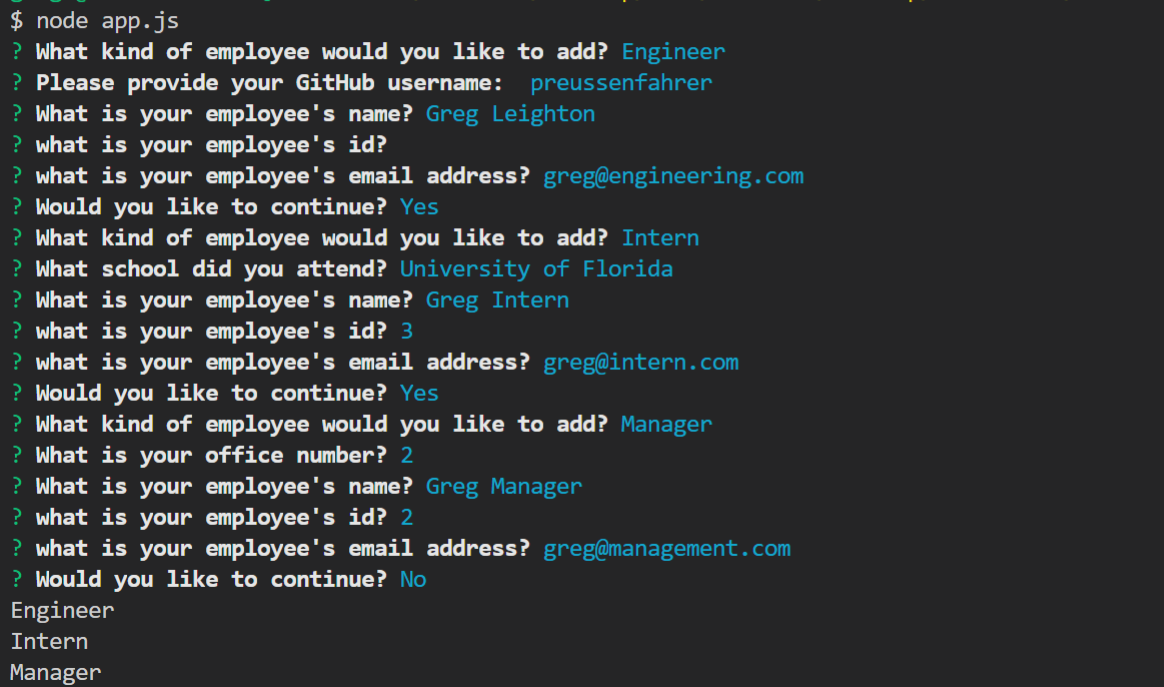 $ node app.js
? What kind of employee would you like to add? Engineer
? Please provide your GitHub username:  preussenfahrer
? What is your employee's name? Greg Leighton
? what is your employee's id?
? what is your employee's email address? greg@engineering.com
? Would you like to continue? Yes
? What kind of employee would you like to add? Intern
? What school did you attend? University of Florida
? What is your employee's name? Greg Intern
? what is your employee's id? 3
? what is your employee's email address? greg@intern.com
? Would you like to continue? Yes
? What kind of employee would you like to add? Manager
? What is your office number? 2
? What is your employee's name? Greg Manager
? what is your employee's id? 2
? what is your employee's email address? greg@management.com
? Would you like to continue? No
Engineer
Intern
Manager